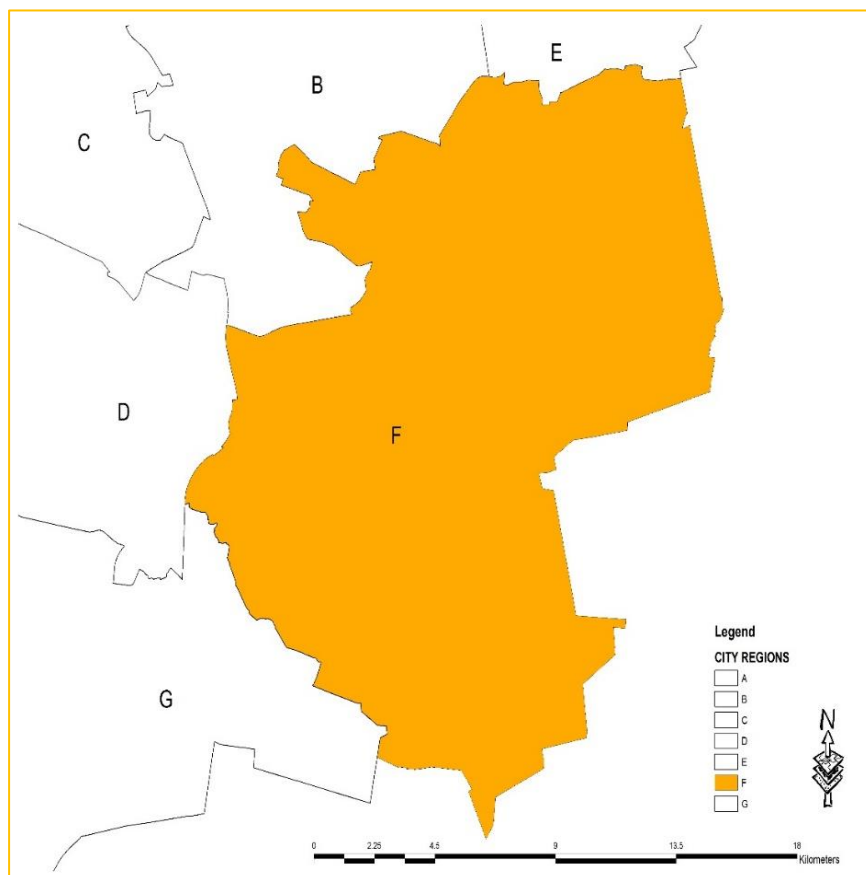 E
B
C
D
F
G
Legend
CITY REGIONS
A
B
C
D
E
F
G
N
0 2.25 4.5 9 13.5 18
Kilometers